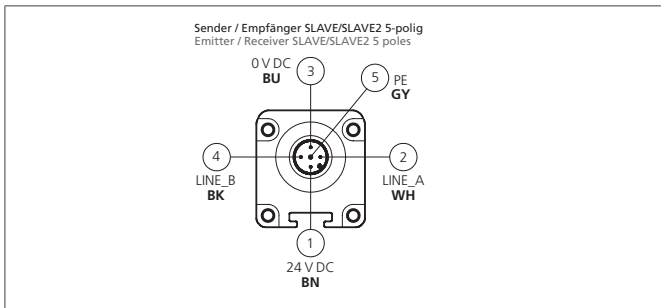 Sender / Empfänger SLAVE/SLAVE2 5-polig
Emitter / Receiver SLAVE/SLAVE2 5 poles
0 V DC
BU
3
5
PE
GY
4
LINE_B
BK
2
LINE_A
WH
1
24 V DC
BN